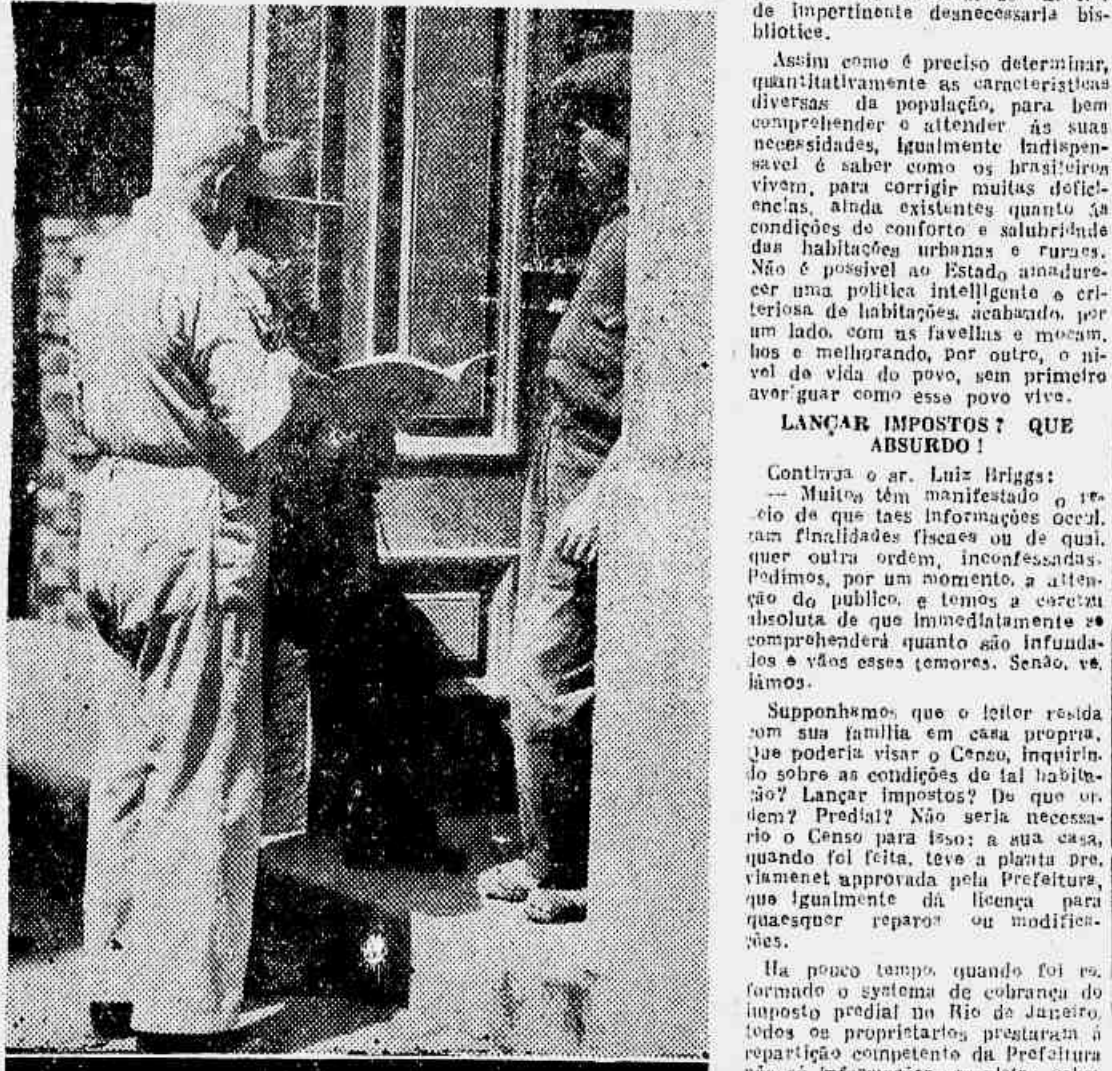 de impertinente desnecessaria bis-
bliotice.
Assim como é preciso determinar,
quantitativamente as caracteristicas
diversas da população, para bem
comprehender e attender ás suas
necessidades, igualmente indispen-
savel é saber como os brasileiros
vivem, para corrigir muitas defici-
encias, ainda existentes quanto ás
condições de conforto e salubridade
das habitações urbanas e ruraes.
Não é possivel ao Estado amadure-
cer uma politica intelligente e cri-
teriosa de habitações, acabando, por
um lado, com as favellas e mocam.
bos e melhorando, por outro, o ni-
vel de vida do povo, sem primeiro
averiguar como esse povo vive.
LANÇAR IMPOSTOS? QUE
ABSURDO!
Continua o sr. Luiz Briggs:
— Muitos têm manifestado o re-
ceio de que taes informações occul.
tam finalidades fiscaes ou de qual.
quer outra ordem, inconfessadas.
Pedimos, por um momento, a atten-
ção do publico, e temos a certeza
absoluta de que immediatamente se
comprehenderá quanto são infunda-
dos e vãos esses temores. Senão, ve.
jâmos.
Supponhamos que o leitor resida
com sua familia em casa propria.
Que poderia visar o Censo, inquirin.
do sobre as condições de tal habita-
ção? Lançar impostos? De que or.
dem? Predial? Não seria necessa-
rio o Censo para isso: a sua casa,
quando foi feita, teve a planta pre.
viamenet approvada pela Prefeitura,
que igualmente dá licença para
quaesquer reparos ou modifica-
ções.
Ha pouco tempo, quando foi re.
formado o systema de cobrança do
imposto predial no Rio de Janeiro,
todos os proprietarios prestaram á
repartição competente da Prefeitura